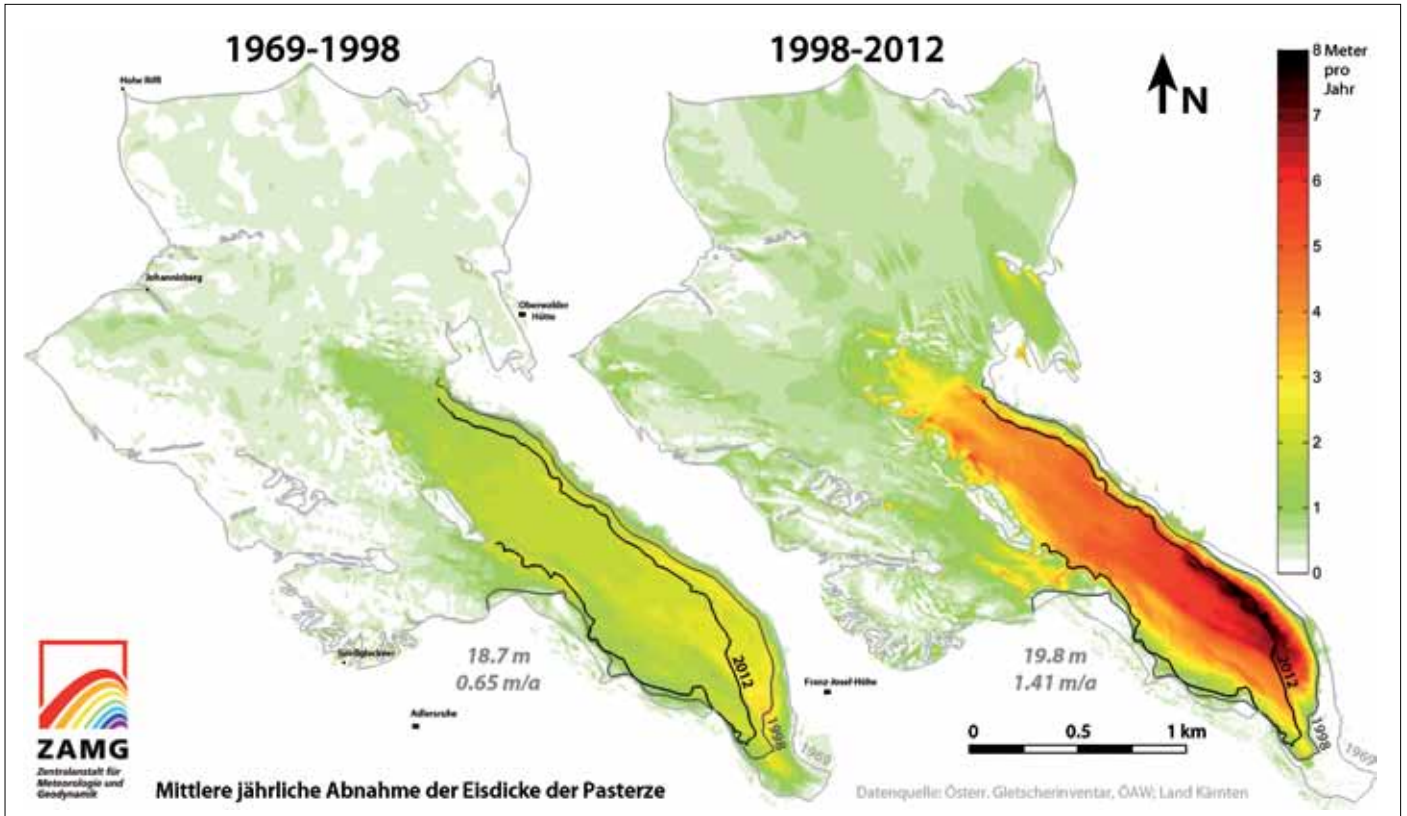 1969-1998
1998-2012
Hohe Riffl
N
8 Meter
pro
Jahr
7
6
5
4
3
2
1
0
Johannisberg
Oberwalder
Hütte
18.7 m
0.65 m/a
19.8 m
1.41 m/a
Franz-Josef-Höhe
Adlersruhe
2012
1998
1969
2012
1998
1969
0 0.5 1 km
ZAMG
Zentralanstalt für
Meteorologie und
Geodynamik
Mittlere jährliche Abnahme der Eisdicke der Pasterze
Datenquelle: Österr. Gletscherinventar, ÖAW; Land Kärnten